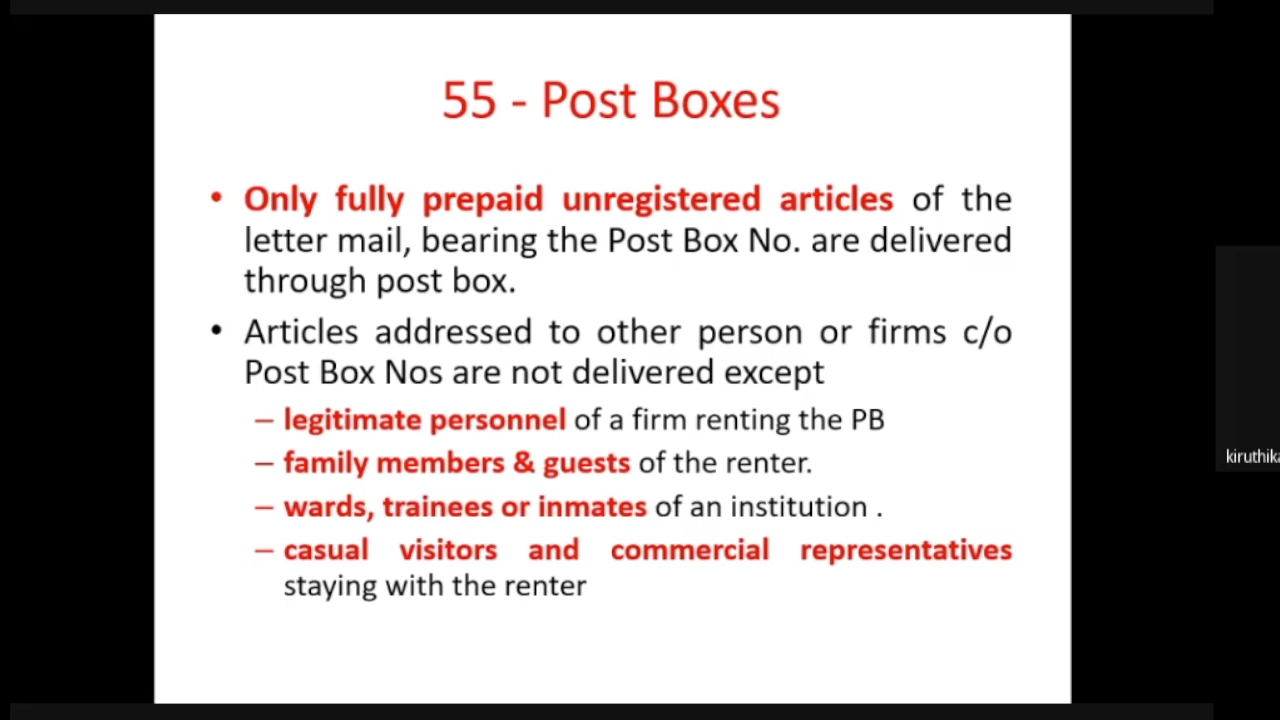 55 - Post Boxes
• Only fully prepaid unregistered articles of the
letter mail, bearing the Post Box No. are delivered
through post box.
• Articles addressed to other person or firms c/o
Post Box Nos are not delivered except
– legitimate personnel of a firm renting the PB
– family members & guests of the renter.
– wards, trainees or inmates of an institution .
– casual visitors and commercial representatives
staying with the renter
kiruthika